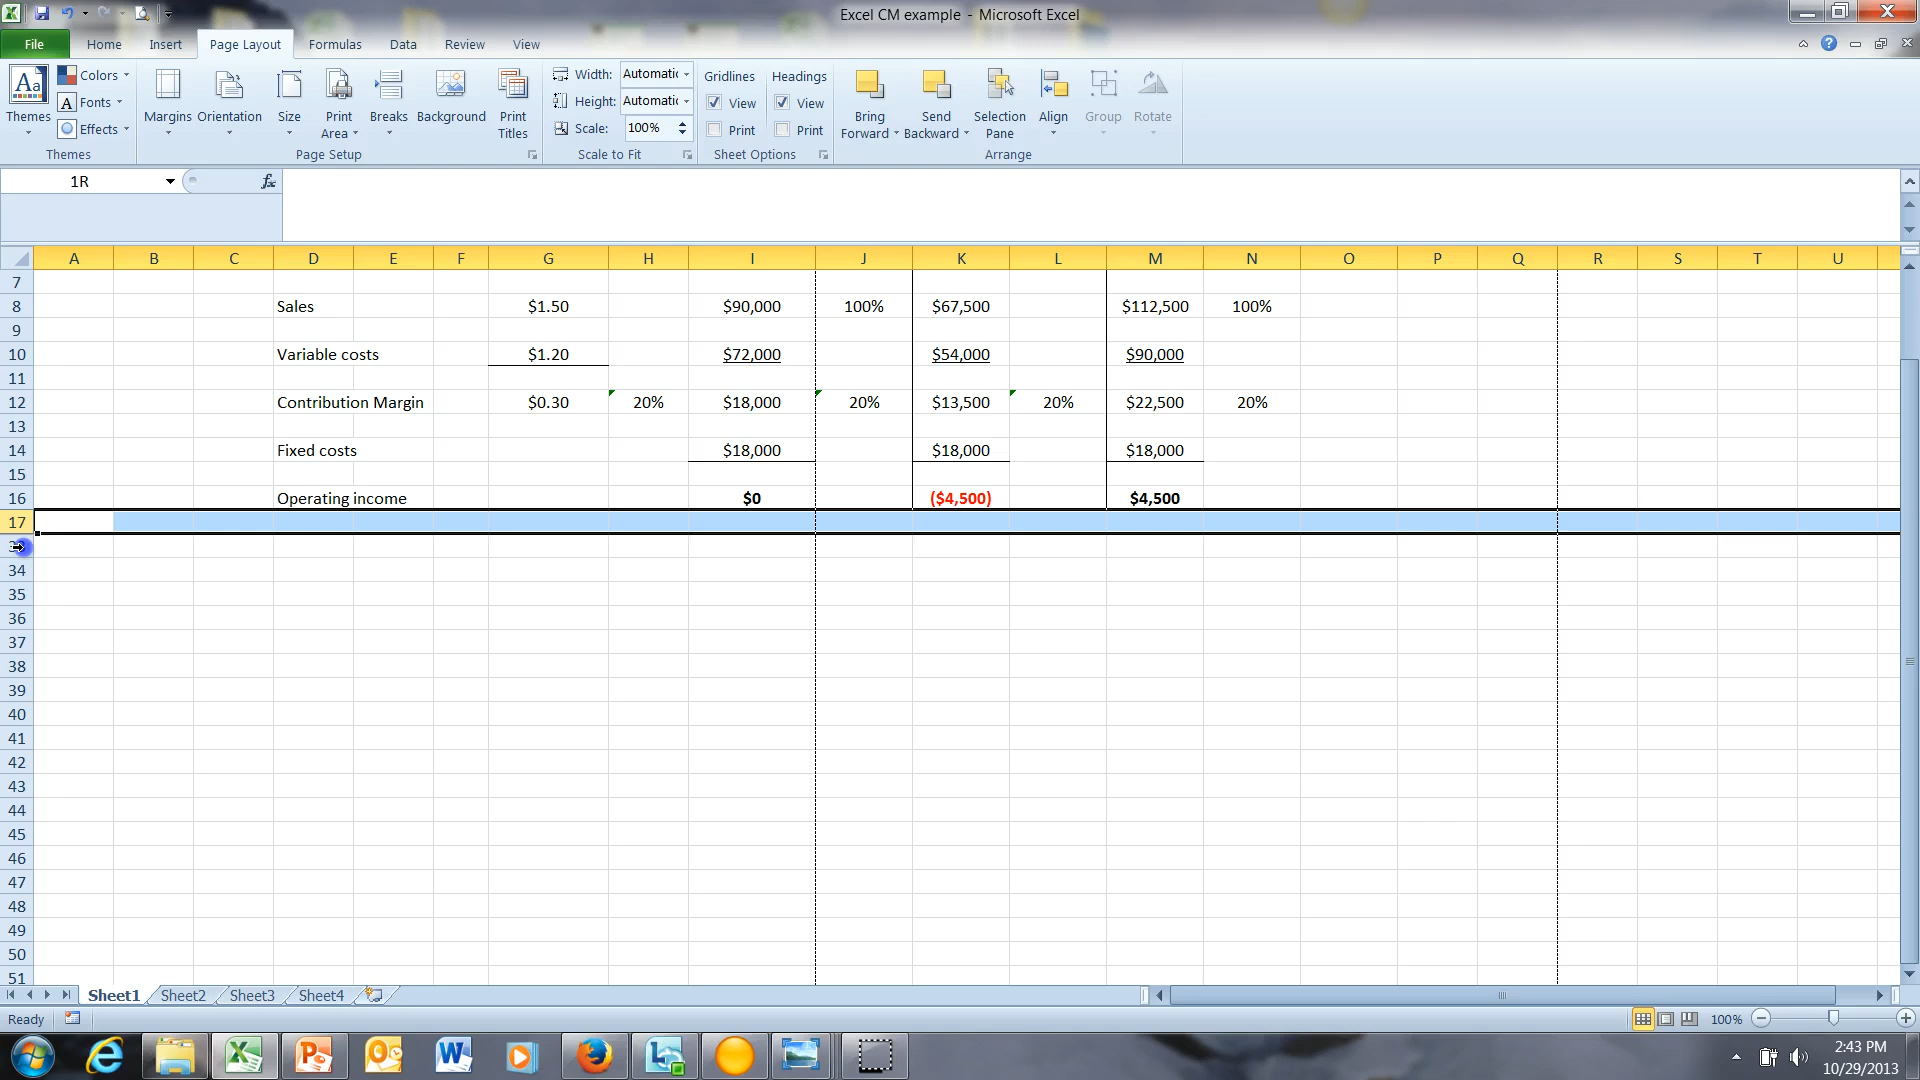 Excel CM example - Microsoft Excel
File Home Insert Page Layout Formulas Data Review View
Colors Width: Automatic Gridlines Headings
Aa Fonts Height: Automatic View View
Themes Effects Margins Orientation Size Print Area Breaks Background Print Titles Scale: 100% Print Print Bring Forward Send Backward Selection Pane Align Group Rotate
Themes Page Setup Scale to Fit Sheet Options Arrange
1R fx
A B C D E F G H I J K L M N O P Q R S T U
7
8 Sales $1.50 $90,000 100% $67,500 $112,500 100%
9
10 Variable costs $1.20 $72,000 $54,000 $90,000
11
12 Contribution Margin $0.30 20% $18,000 20% $13,500 20% $22,500 20%
13
14 Fixed costs $18,000 $18,000 $18,000
15
16 Operating income $0 ($4,500) $4,500
17
34
35
36
37
38
39
40
41
42
43
44
45
46
47
48
49
50
51
Sheet1 Sheet2 Sheet3 Sheet4
Ready 100%
2:43 PM
10/29/2013